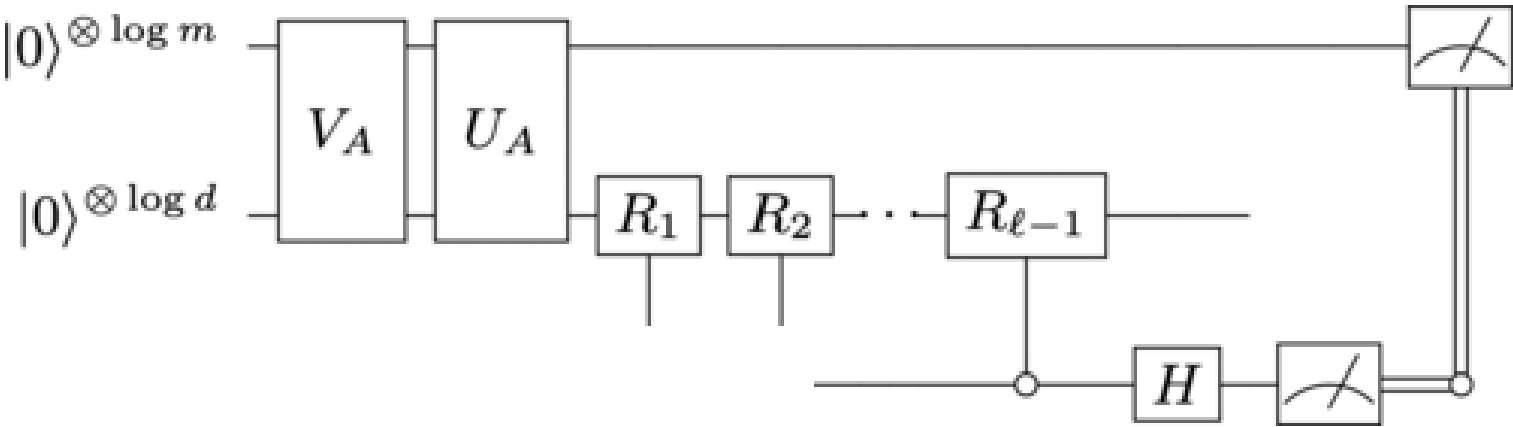 |0⟩^{⊗ log m}
V_A U_A
|0⟩^{⊗ log d}
R_1 R_2 ... R_{ℓ−1}
H